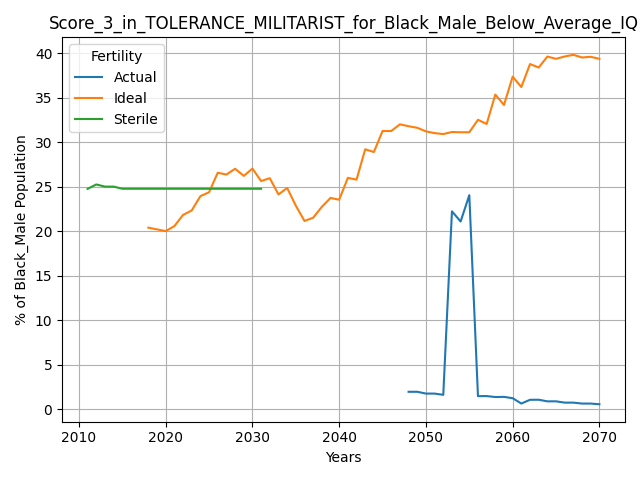 Score_3_in_TOLERANCE_MILITARIST_for_Black_Male_Below_Average_IQ
Fertility
Actual
Ideal
Sterile
% of Black_Male Population
40
35
30
25
20
15
10
5
0
2010 2020 2030 2040 2050 2060 2070
Years